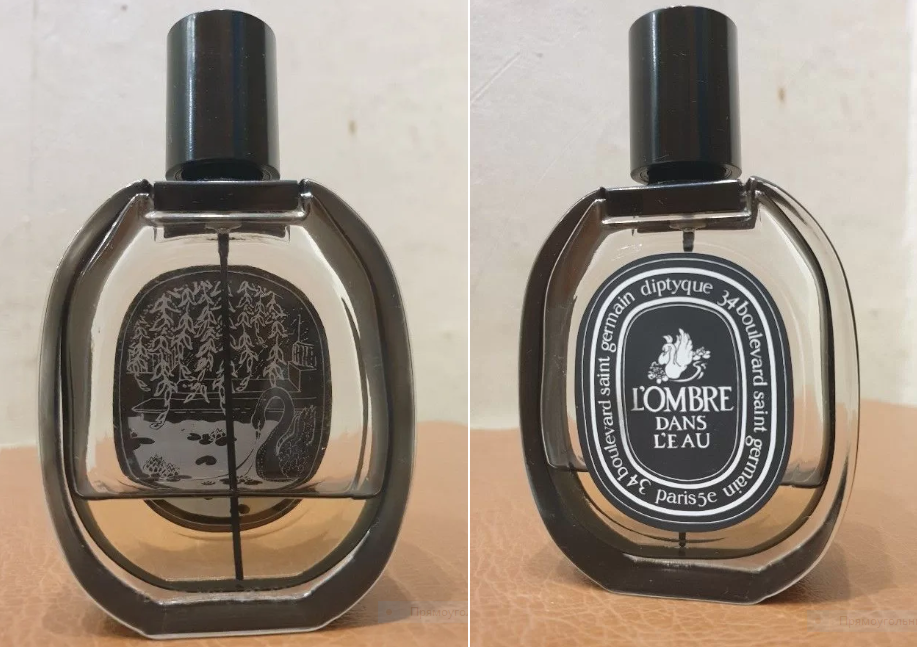 34 boulevard saint germain diptyque 34 boulevard saint germain paris 5e
L'OMBRE
DANS
L'EAU